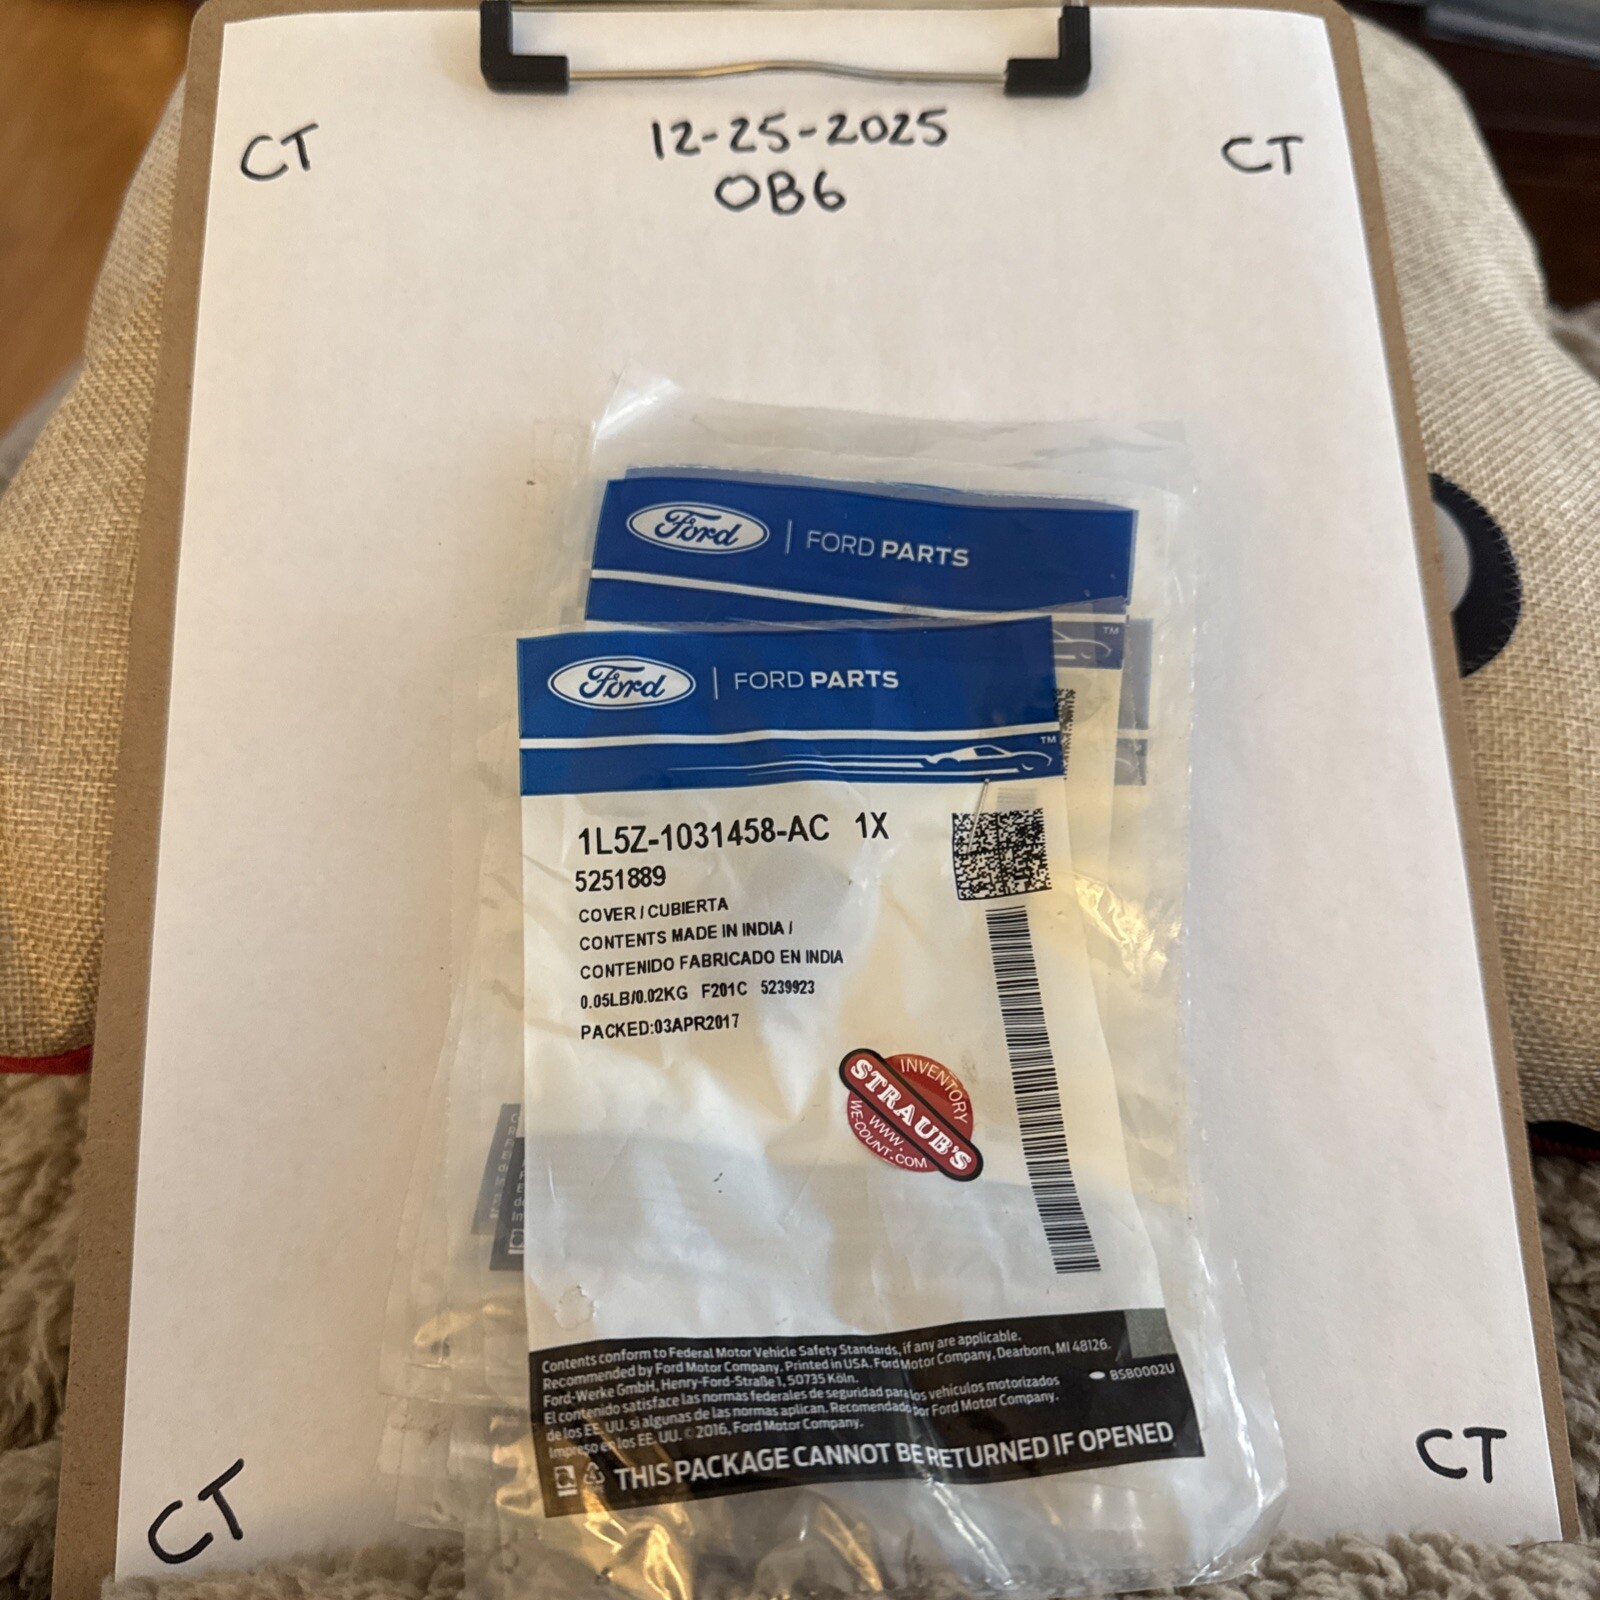 12-25-2025
OB6
CT
CT
Ford | FORD PARTS
TM
Ford | FORD PARTS
TM
1L5Z-1031458-AC 1X
5251889
COVER / CUBIERTA
CONTENTS MADE IN INDIA /
CONTENIDO FABRICADO EN INDIA
0.05LB/0.02KG F201C 5239923
PACKED:03APR2017
INVENTORY
STRAUB'S
WWW.
WE-COUNT.COM
Contents conform to Federal Motor Vehicle Safety Standards, if any are applicable.
Recommended by Ford Motor Company. Printed in USA. Ford Motor Company, Dearborn, MI 48126.
Ford-Werke GmbH, Henry-Ford-Straße 1, 50735 Köln.
El contenido satisface las normas federales de seguridad para los vehiculos motorizados
de los EE. UU. si algunas de las normas aplican. Recomendado por Ford Motor Company.
Impreso en los EE. UU. © 2016, Ford Motor Company.
BSB0002U
THIS PACKAGE CANNOT BE RETURNED IF OPENED
CT
CT